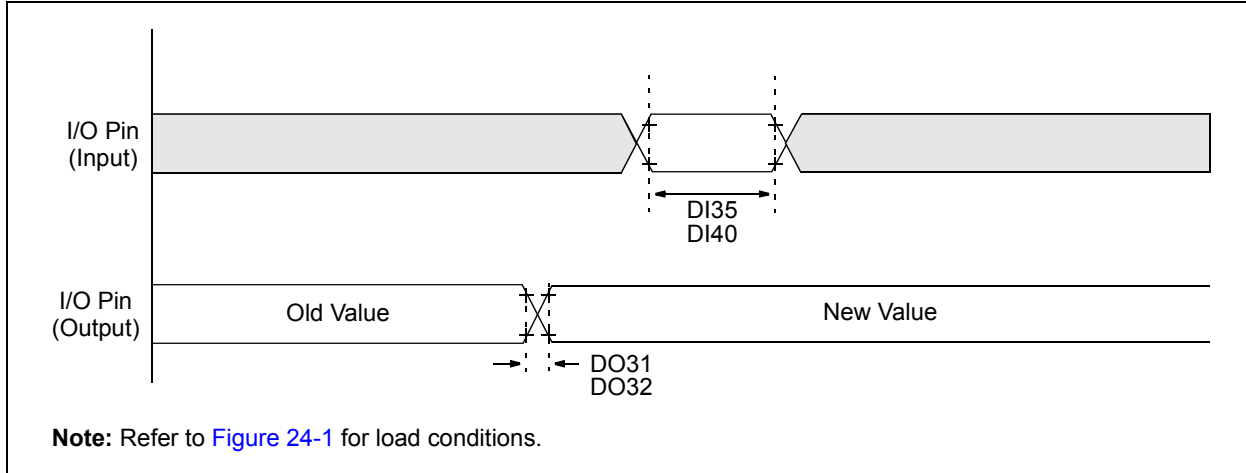 I/O Pin
(Input)
DI35
DI40
I/O Pin
(Output)
Old Value
New Value
DO31
DO32
Note: Refer to Figure 24-1 for load conditions.